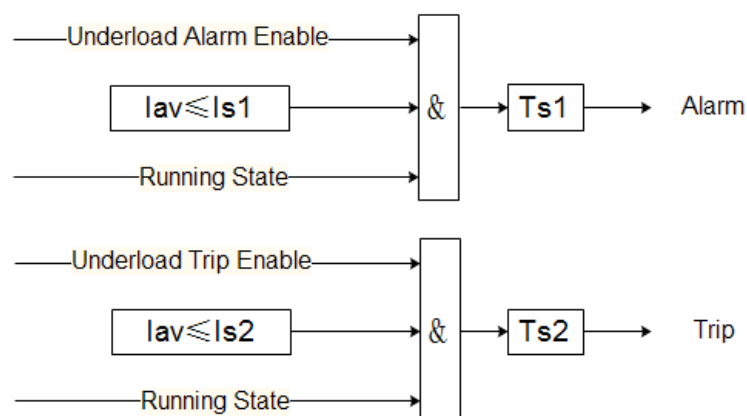 Underload Alarm Enable
Iav≤Is1 & Ts1 Alarm
Running State
Underload Trip Enable
Iav≤Is2 & Ts2 Trip
Running State